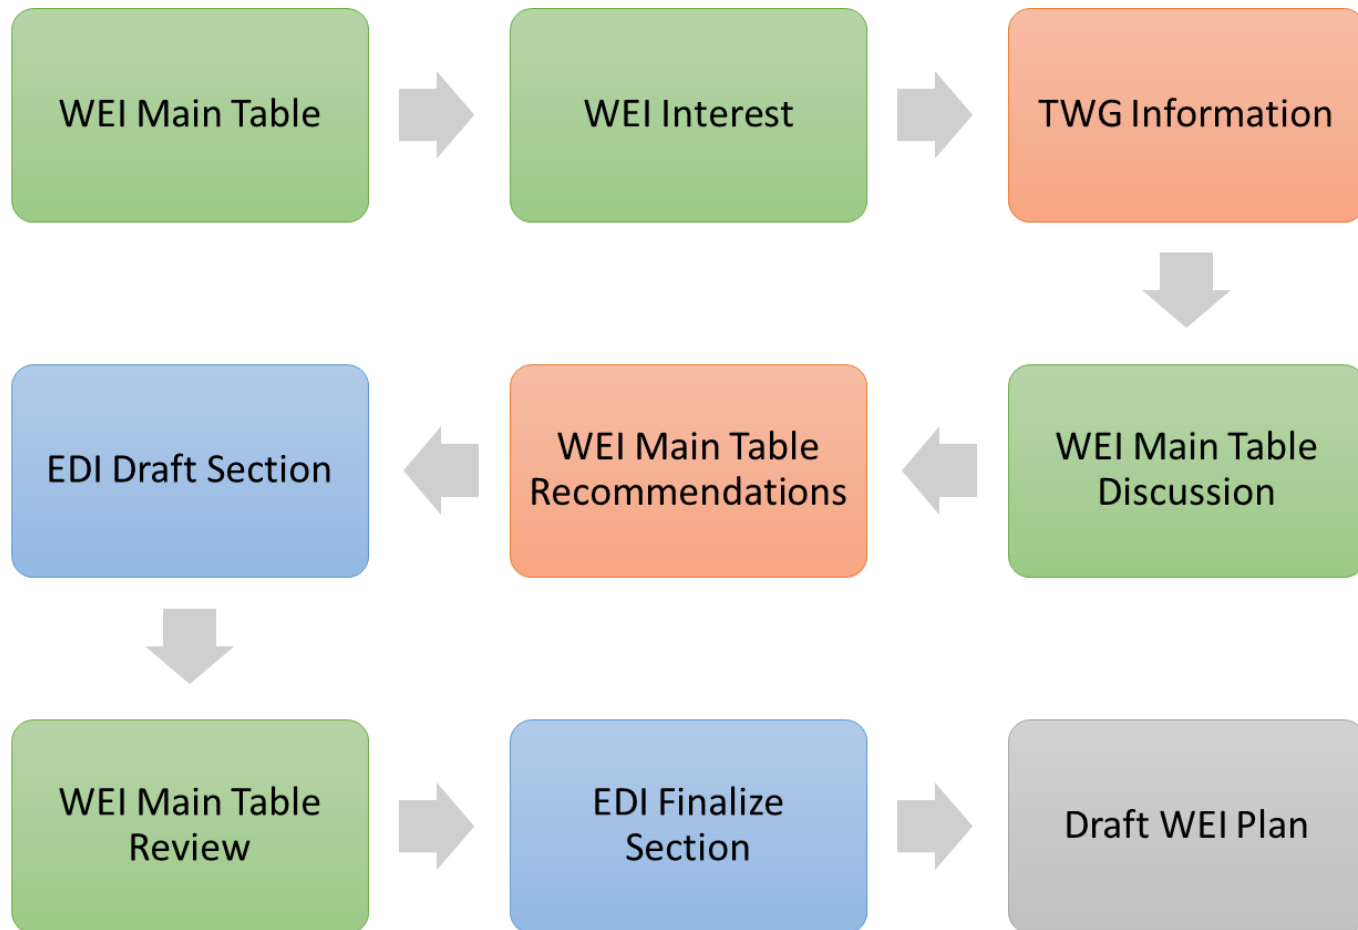 WEI Main Table
WEI Interest
TWG Information
WEI Main Table
Discussion
WEI Main Table
Recommendations
EDI Draft Section
WEI Main Table
Review
EDI Finalize
Section
Draft WEI Plan